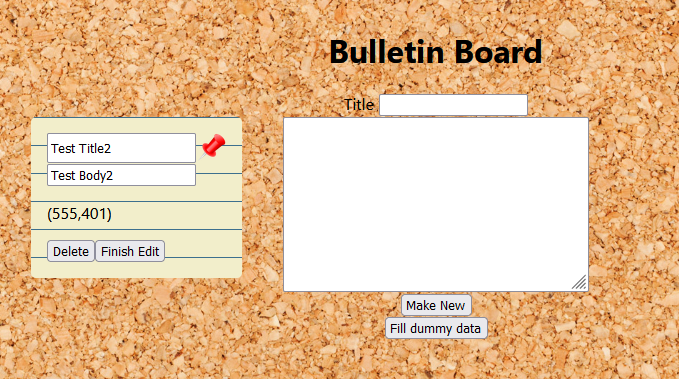 Bulletin Board
Title
Test Title2
Test Body2
(555,401)
Delete Finish Edit
Make New
Fill dummy data